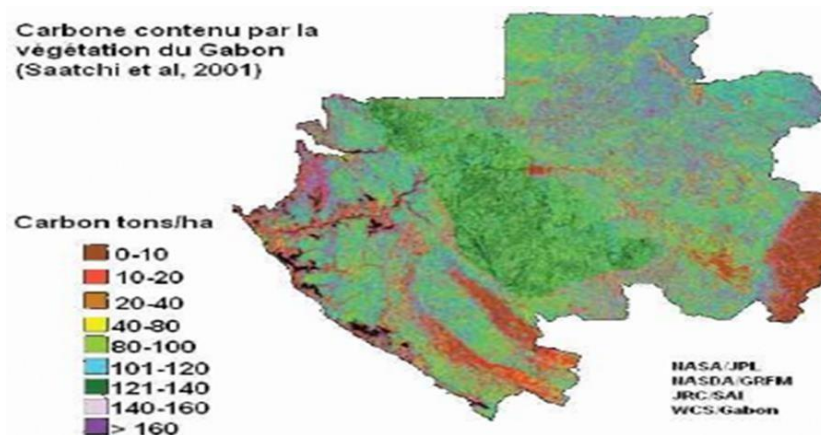 Carbone contenu par la
végétation du Gabon
(Saatchi et al, 2001)
Carbon tons/ha
0-10
10-20
20-40
40-80
80-100
101-120
121-140
140-160
> 160
NASA/JPL
NASDA/GRFM
JRC/SAI
WCS/Gabon